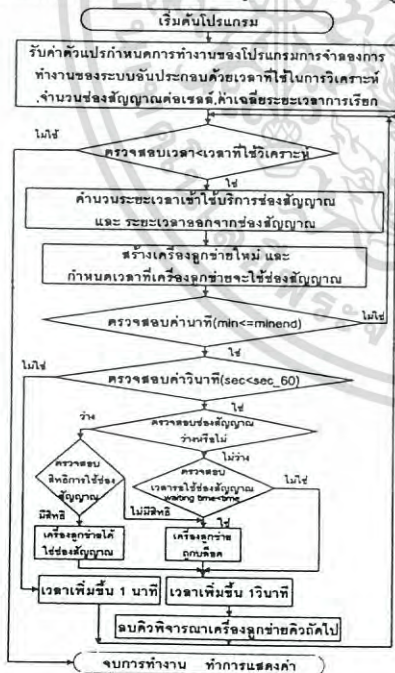 เริ่มต้นโปรแกรม
รับค่าตัวแปรกำหนดการทำงานของโปรแกรมการจำลองการ
ทำงานของระบบอันประกอบด้วยเวลาที่ใช้ในการวิเคราะห์
,จำนวนช่องสัญญาณต่อเซลล์,ค่าเฉลี่ยระยะเวลาการเรียก
ไม่ใช่
ตรวจสอบเวลา<เวลาที่ใช้วิเคราะห์
ใช่
คำนวนระยะเวลาเข้าใช้บริการช่องสัญญาณ
และ ระยะเวลาออกจากช่องสัญญาณ
สร้างเครื่องลูกข่ายใหม่ และ
กำหนดเวลาที่เครื่องลูกข่ายจะใช้ช่องสัญญาณ
ตรวจสอบค่านาที(min<=minend)
ไม่ใช่
ใช่
ไม่ใช่
ตรวจสอบค่าวินาที(sec<sec_60)
ใช่
ว่าง
ตรวจสอบช่องสัญญาณ
ว่างหรือไม่
ไม่ว่าง
ตรวจสอบ
สิทธิการใช้ช่อง
สัญญาณ
ตรวจสอบ
เวลารอใช้ช่องสัญญาณ
waiting time<time
ไม่ใช่
มีสิทธิ
ไม่มีสิทธิ
ใช่
เครื่องลูกข่ายได้
ใช้ช่องสัญญาณ
เครื่องลูกข่าย
ถูกบล็อค
เวลาเพิ่มขึ้น 1 นาที
เวลาเพิ่มขึ้น 1วินาที
ลบคิวพิจารณาเครื่องลูกข่ายคิวถัดไป
จบการทำงาน ทำการแสดงค่า